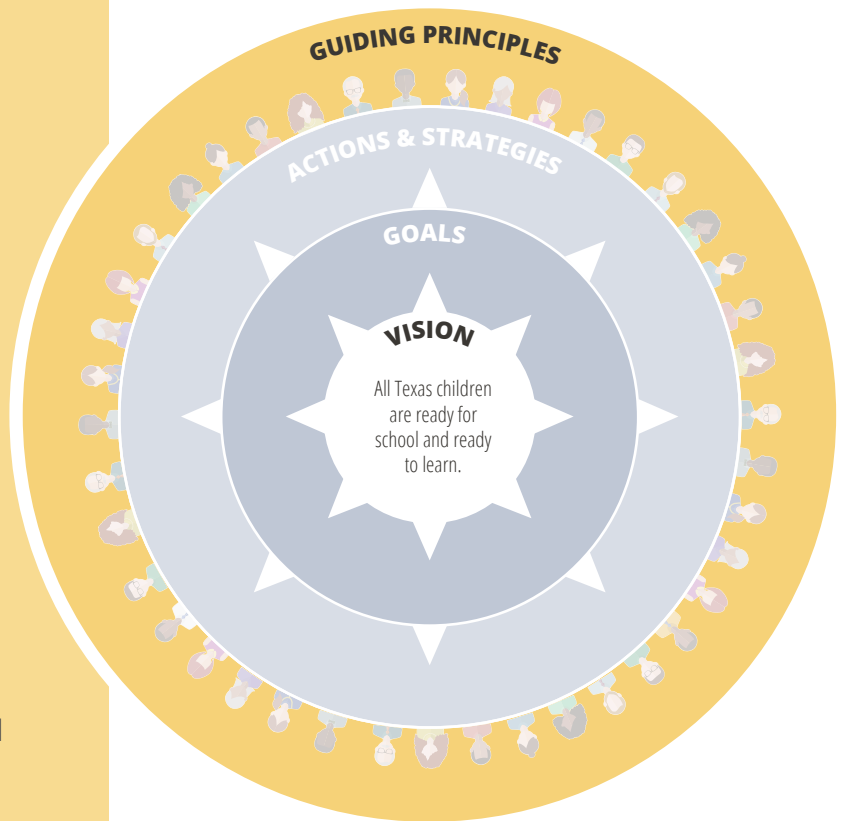 GUIDING PRINCIPLES
ACTIONS & STRATEGIES
GOALS
VISION
All Texas children
are ready for
school and ready
to learn.